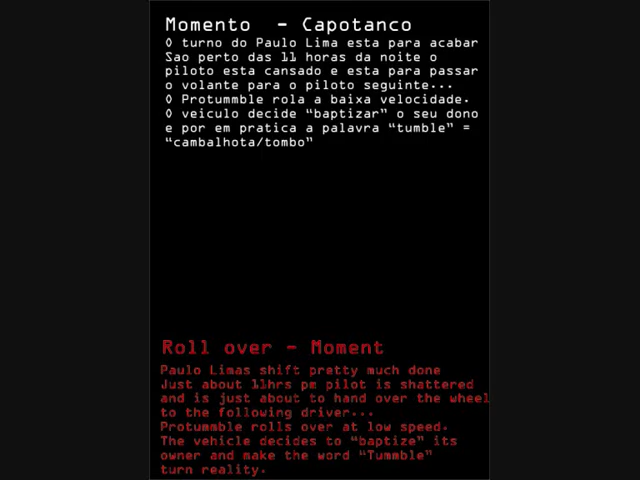 Momento  - Capotanco
O turno do Paulo Lima esta para acabar
Sao perto das 11 horas da noite o
piloto esta cansado e esta para passar
o volante para o piloto seguinte...
O Protummble rola a baixa velocidade.
O veiculo decide “baptizar” o seu dono
e por em pratica a palavra “tumble” =
“cambalhota/tombo”
Roll over - Moment
Paulo Limas shift pretty much done
Just about 11hrs pm pilot is shattered
and is just about to hand over the wheel
to the following driver...
Protummble rolls over at low speed.
The vehicle decides to “baptize” its
owner and make the word “Tummble”
turn reality.